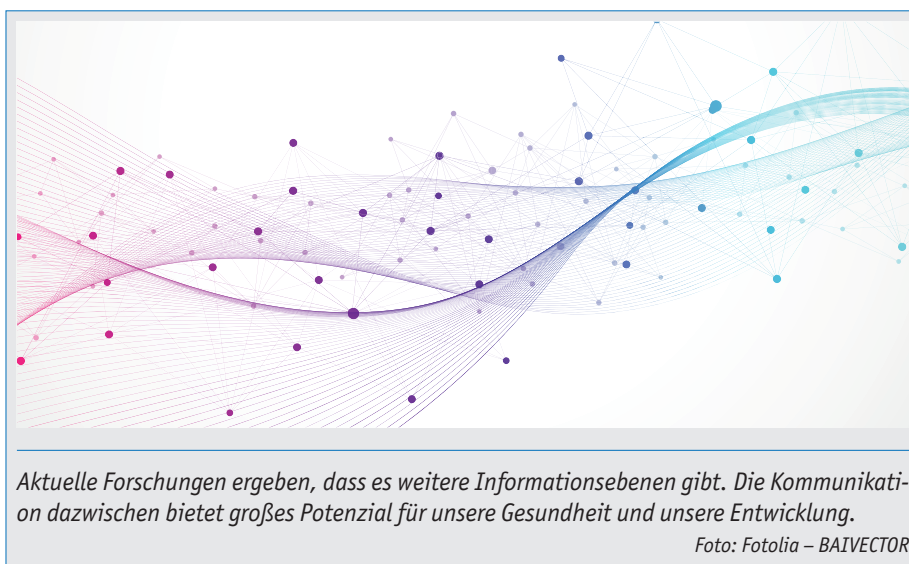 Aktuelle Forschungen ergeben, dass es weitere Informationsebenen gibt. Die Kommunikati-
on dazwischen bietet großes Potenzial für unsere Gesundheit und unsere Entwicklung.
Foto: Fotolia – BAIVECTOR